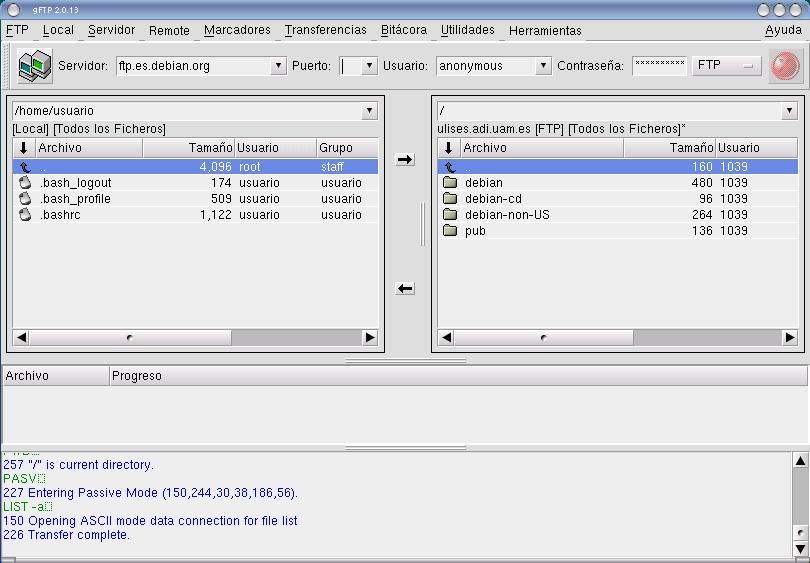 gFTP 2.0.13
FTP Local Servidor Remote Marcadores Transferencias Bitácora Utilidades Herramientas Ayuda
Servidor: ftp.es.debian.org Puerto: Usuario: anonymous Contraseña: ********** FTP
/home/usuario
[Local] [Todos los Ficheros]
Archivo Tamaño Usuario Grupo
.. 4,096 root staff
.bash_logout 174 usuario usuario
.bash_profile 509 usuario usuario
.bashrc 1,122 usuario usuario
/
ulises.adi.uam.es [FTP] [Todos los Ficheros]*
Archivo Tamaño Usuario
.. 160 1039
debian 480 1039
debian-cd 96 1039
debian-non-US 264 1039
pub 136 1039
Archivo Progreso
257 "/" is current directory.
PASV
227 Entering Passive Mode (150,244,30,38,186,56).
LIST -a
150 Opening ASCII mode data connection for file list
226 Transfer complete.